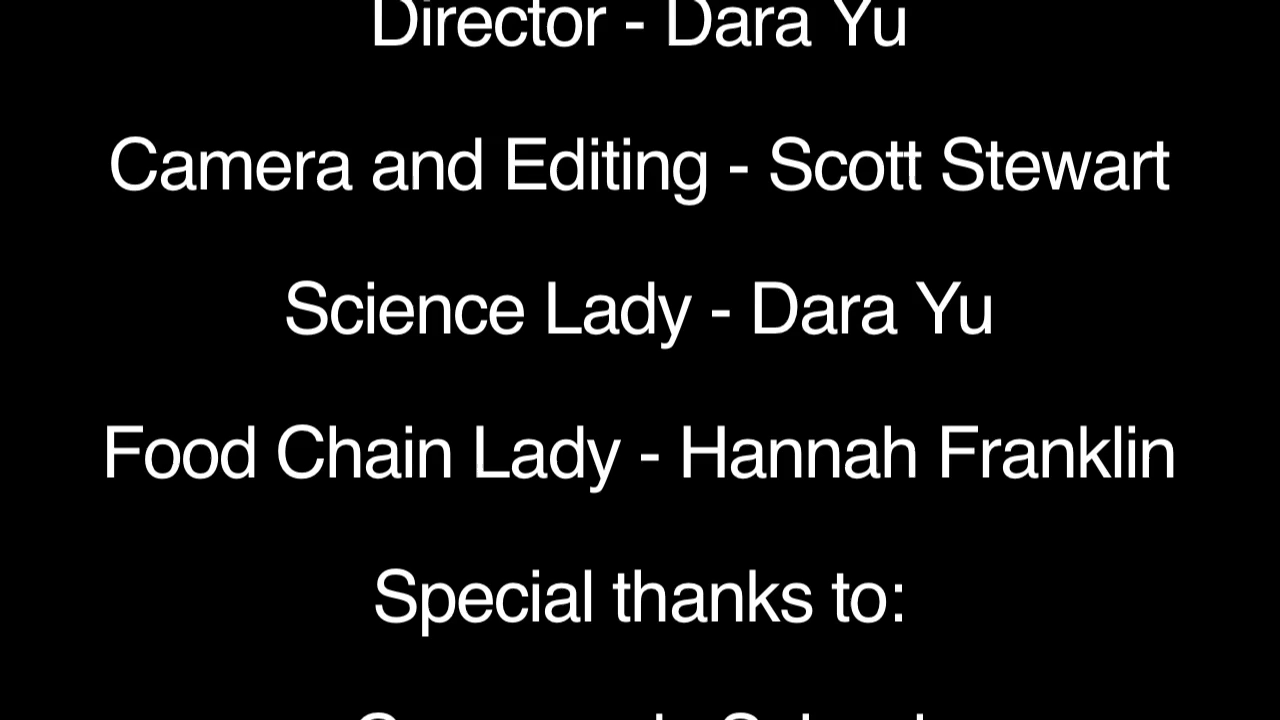 Director - Dara Yu
Camera and Editing - Scott Stewart
Science Lady - Dara Yu
Food Chain Lady - Hannah Franklin
Special thanks to: